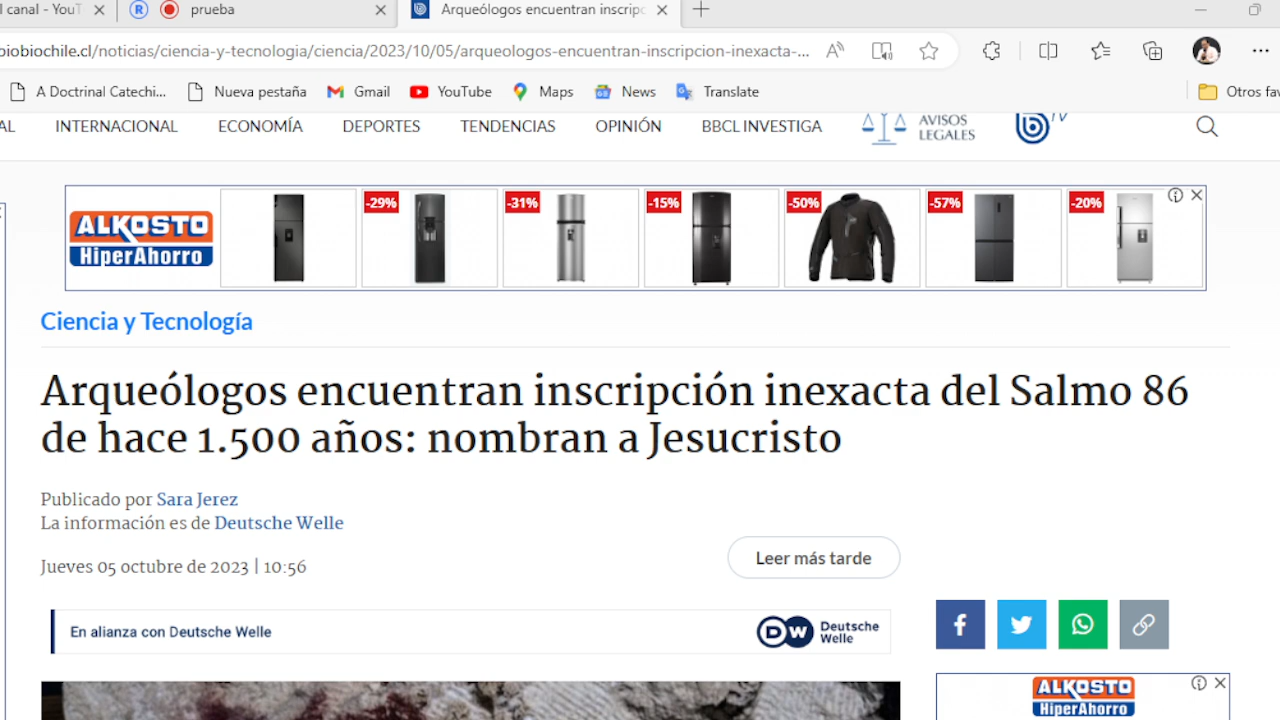 l canal - YouT
prueba
Arqueólogos encuentran inscripc
biobiochile.cl/noticias/ciencia-y-tecnologia/ciencia/2023/10/05/arqueologos-encuentran-inscripcion-inexacta-...
A Doctrinal Catechi...
Nueva pestaña
Gmail
YouTube
Maps
News
Translate
Otros fav
AL
INTERNACIONAL
ECONOMÍA
DEPORTES
TENDENCIAS
OPINIÓN
BBCL INVESTIGA
AVISOS
LEGALES
TV
ALKOSTO
HiperAhorro
-29%
-31%
-15%
-50%
-57%
-20%
Ciencia y Tecnología
Arqueólogos encuentran inscripción inexacta del Salmo 86
de hace 1.500 años: nombran a Jesucristo
Publicado por Sara Jerez
La información es de Deutsche Welle
Jueves 05 octubre de 2023 | 10:56
Leer más tarde
En alianza con Deutsche Welle
DW
Deutsche
Welle
ALKOSTO
HiperAhorro